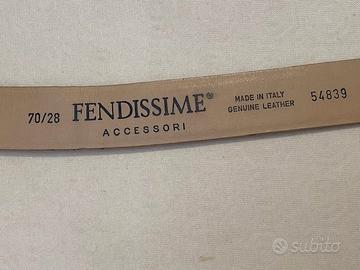 70/28 FENDISSIME® MADE IN ITALY 54839
ACCESSORI GENUINE LEATHER
subito